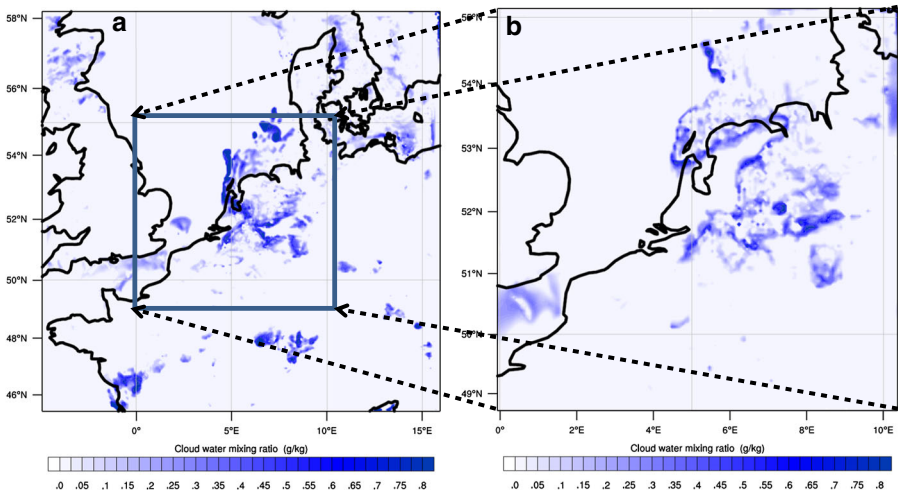 a
58°N
56°N
54°N
52°N
50°N
48°N
46°N
0°
5°E
10°E
15°E
Cloud water mixing ratio (g/kg)
.0 .05 .1 .15 .2 .25 .3 .35 .4 .45 .5 .55 .6 .65 .7 .75 .8
b
55°N
54°N
53°N
52°N
51°N
50°N
49°N
0°
2°E
4°E
6°E
8°E
10°E
Cloud water mixing ratio (g/kg)
.0 .05 .1 .15 .2 .25 .3 .35 .4 .45 .5 .55 .6 .65 .7 .75 .8